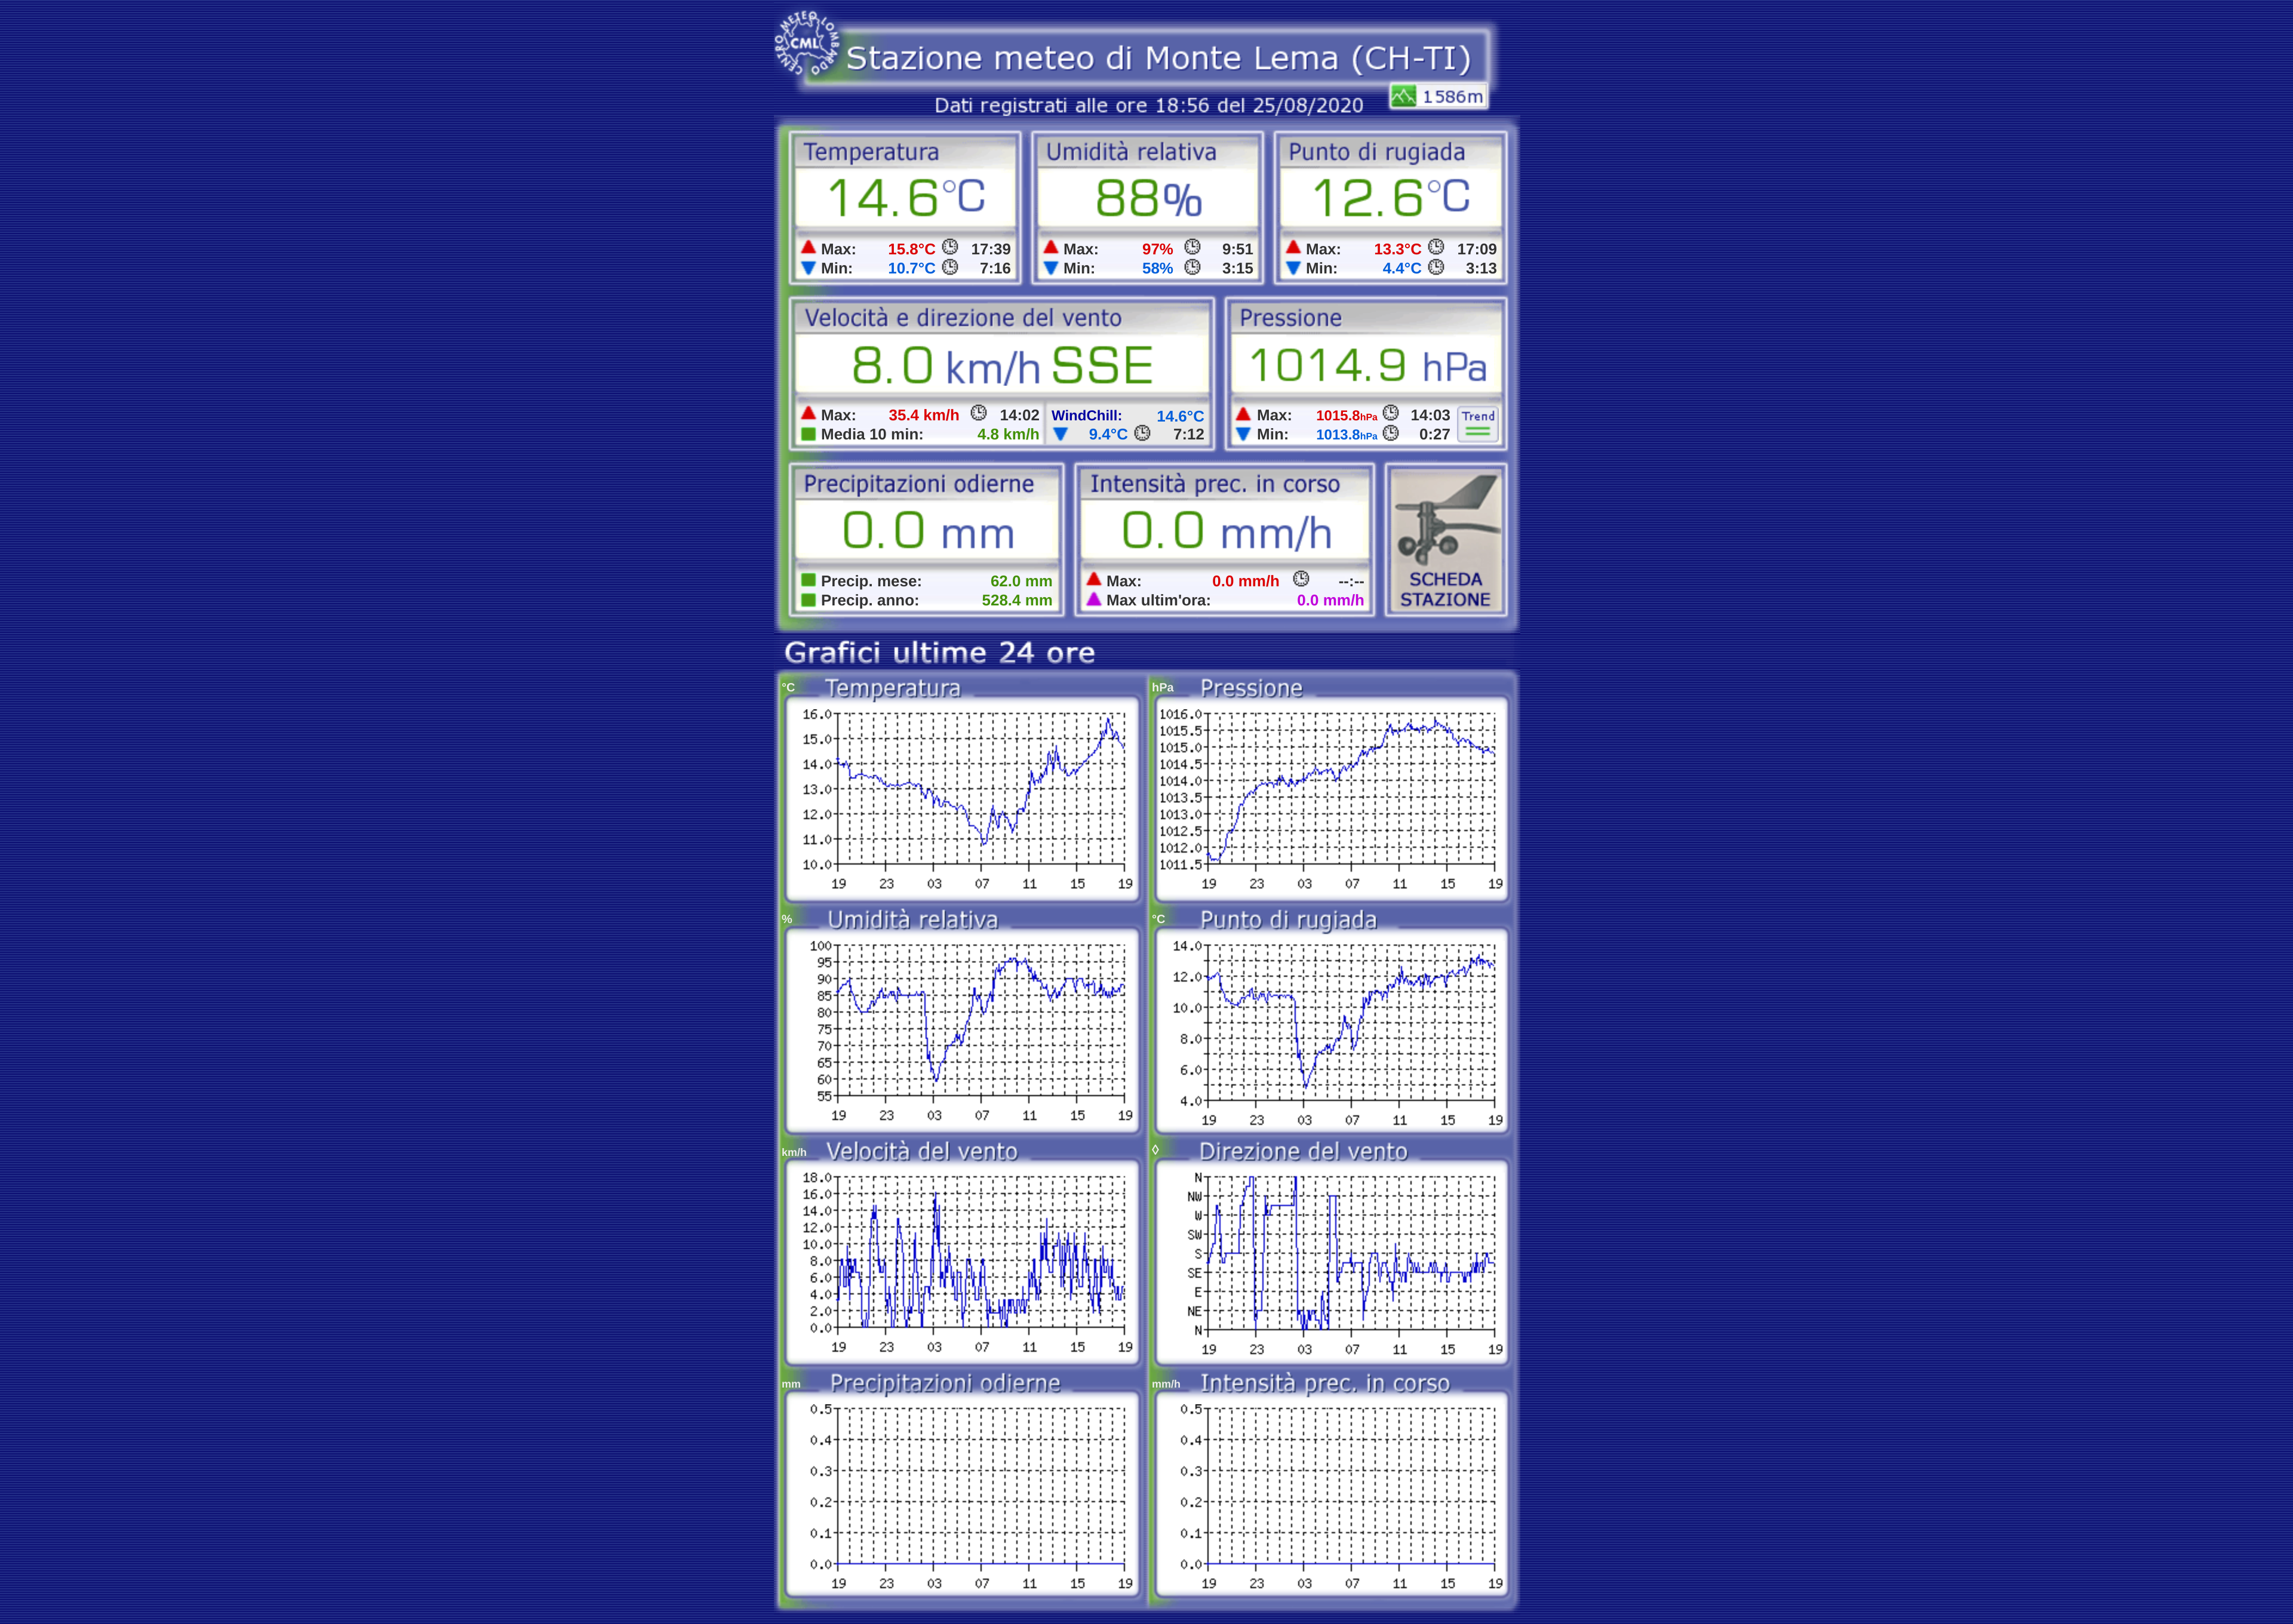 CENTRO METEO LOMBARDO
CML
Stazione meteo di Monte Lema (CH-TI)
Dati registrati alle ore 18:56 del 25/08/2020
1586m
Temperatura
14.6°C
Max: 15.8°C 17:39
Min: 10.7°C 7:16
Umidità relativa
88%
Max: 97% 9:51
Min: 58% 3:15
Punto di rugiada
12.6°C
Max: 13.3°C 17:09
Min: 4.4°C 3:13
Velocità e direzione del vento
8.0 km/h SSE
Max: 35.4 km/h 14:02
Media 10 min: 4.8 km/h
WindChill: 14.6°C
9.4°C 7:12
Pressione
1014.9 hPa
Max: 1015.8hPa 14:03
Min: 1013.8hPa 0:27
Trend
Precipitazioni odierne
0.0 mm
Precip. mese: 62.0 mm
Precip. anno: 528.4 mm
Intensità prec. in corso
0.0 mm/h
Max: 0.0 mm/h --:--
Max ultim'ora: 0.0 mm/h
SCHEDA
STAZIONE
Grafici ultime 24 ore
°C Temperatura
16.0
15.0
14.0
13.0
12.0
11.0
10.0
19 23 03 07 11 15 19
hPa Pressione
1016.0
1015.5
1015.0
1014.5
1014.0
1013.5
1013.0
1012.5
1012.0
1011.5
19 23 03 07 11 15 19
% Umidità relativa
100
95
90
85
80
75
70
65
60
55
19 23 03 07 11 15 19
°C Punto di rugiada
14.0
12.0
10.0
8.0
6.0
4.0
19 23 03 07 11 15 19
km/h Velocità del vento
18.0
16.0
14.0
12.0
10.0
8.0
6.0
4.0
2.0
0.0
19 23 03 07 11 15 19
◊ Direzione del vento
N
NW
W
SW
S
SE
E
NE
N
19 23 03 07 11 15 19
mm Precipitazioni odierne
0.5
0.4
0.3
0.2
0.1
0.0
19 23 03 07 11 15 19
mm/h Intensità prec. in corso
0.5
0.4
0.3
0.2
0.1
0.0
19 23 03 07 11 15 19